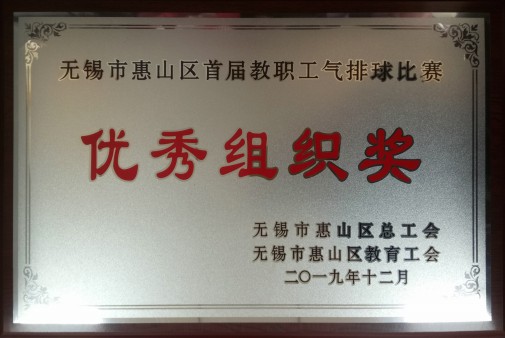 无锡市惠山区首届教职工气排球比赛
优秀组织奖
无锡市惠山区总工会
无锡市惠山区教育工会
二〇一九年十二月